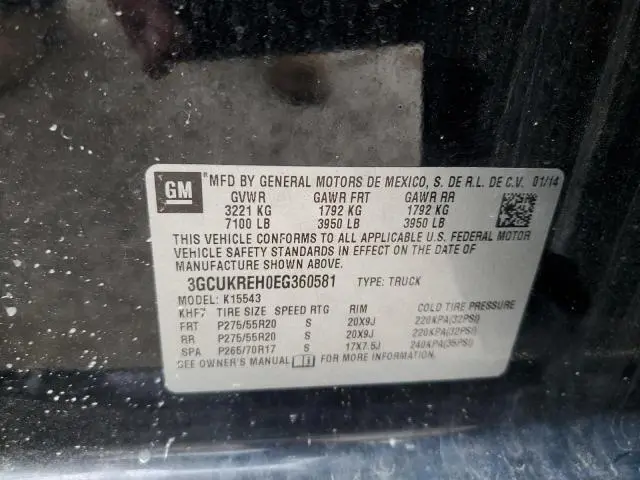 GM
MFD BY GENERAL MOTORS DE MEXICO, S. DE R.L. DE C.V. 01/14
GVWR GAWR FRT GAWR RR
3221 KG 1792 KG 1792 KG
7100 LB 3950 LB 3950 LB
THIS VEHICLE CONFORMS TO ALL APPLICABLE U.S. FEDERAL MOTOR
VEHICLE SAFETY STANDARDS IN EFFECT ON THE DATE OF
MANUFACTURE SHOWN ABOVE.
3GCUKREH0EG360581 TYPE: TRUCK
MODEL: K15543
KHF7 TIRE SIZE SPEED RTG RIM COLD TIRE PRESSURE
FRT P275/55R20 S 20X9J 220KPA(32PSI)
RR P275/55R20 S 20X9J 220KPA(32PSI)
SPA P265/70R17 S 17X7.5J 240KPA(35PSI)
SEE OWNER'S MANUAL